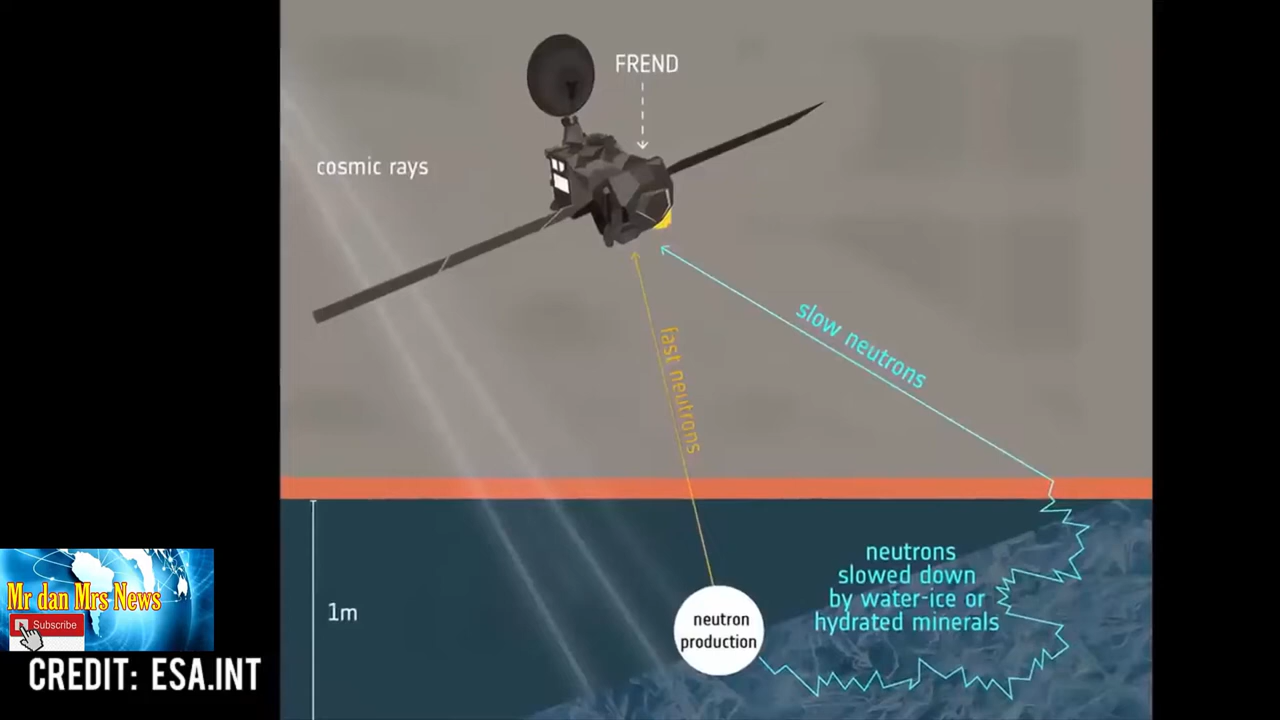 FREND
cosmic rays
slow neutrons
fast neutrons
neutrons
slowed down
by water-ice or
hydrated minerals
1m
neutron
production
Mr dan Mrs News
Subscribe
CREDIT: ESA.INT